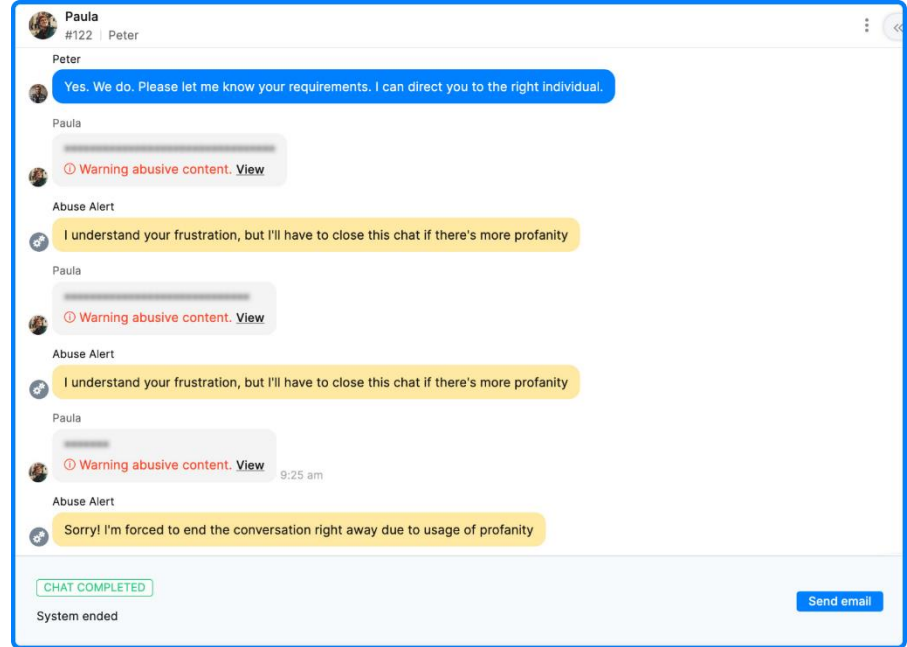 Paula
#122 | Peter
Peter
Yes. We do. Please let me know your requirements. I can direct you to the right individual.
Paula
Warning abusive content. View
Abuse Alert
I understand your frustration, but I'll have to close this chat if there's more profanity
Paula
Warning abusive content. View
Abuse Alert
I understand your frustration, but I'll have to close this chat if there's more profanity
Paula
Warning abusive content. View
9:25 am
Abuse Alert
Sorry! I'm forced to end the conversation right away due to usage of profanity
CHAT COMPLETED
Send email
System ended